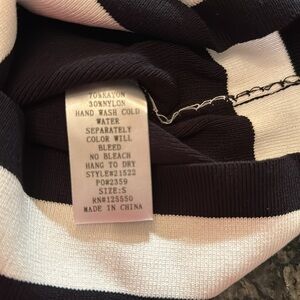 70%RAYON
30%NYLON
HAND WASH COLD
WATER
SEPARATELY
COLOR WILL
BLEED
NO BLEACH
HANG TO DRY
STYLE#21522
PO#2359
SIZE:S
RN#125550
MADE IN CHINA